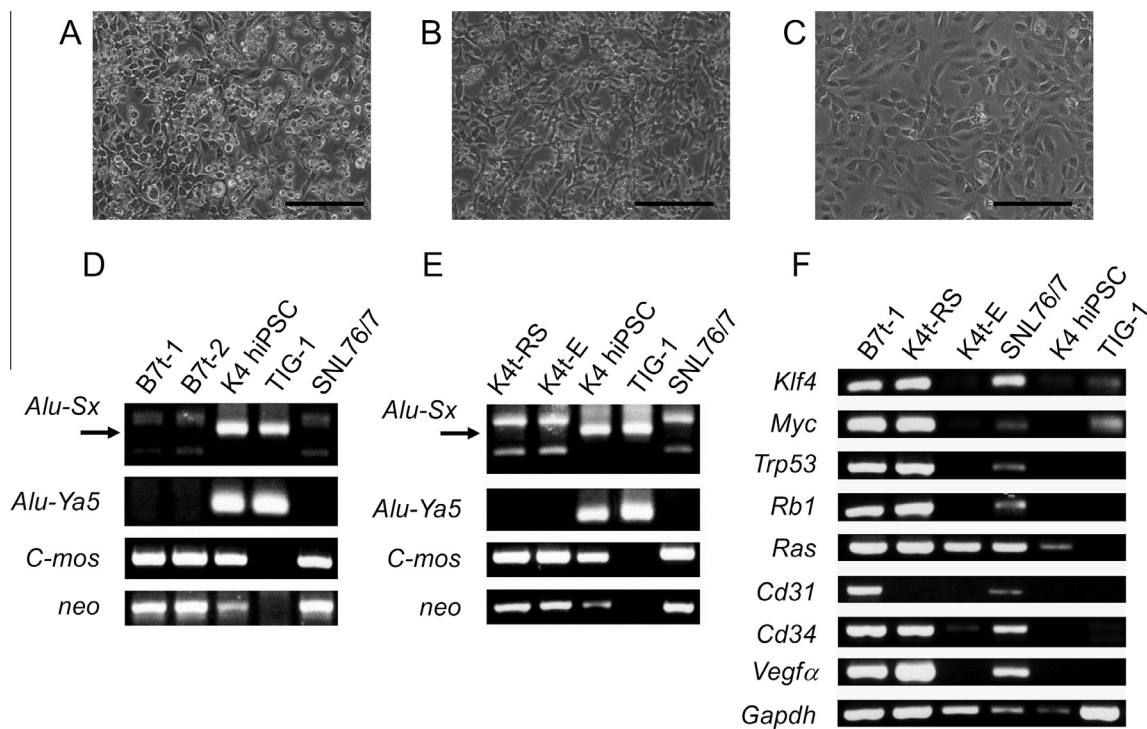 A
B
C
D
B7t-1
B7t-2
K4 hiPSC
TIG-1
SNL76/7
Alu-Sx
Alu-Ya5
C-mos
neo
E
K4t-RS
K4t-E
K4 hiPSC
TIG-1
SNL76/7
Alu-Sx
Alu-Ya5
C-mos
neo
F
B7t-1
K4t-RS
K4t-E
SNL76/7
K4 hiPSC
TIG-1
Klf4
Myc
Trp53
Rb1
Ras
Cd31
Cd34
Vegfα
Gapdh